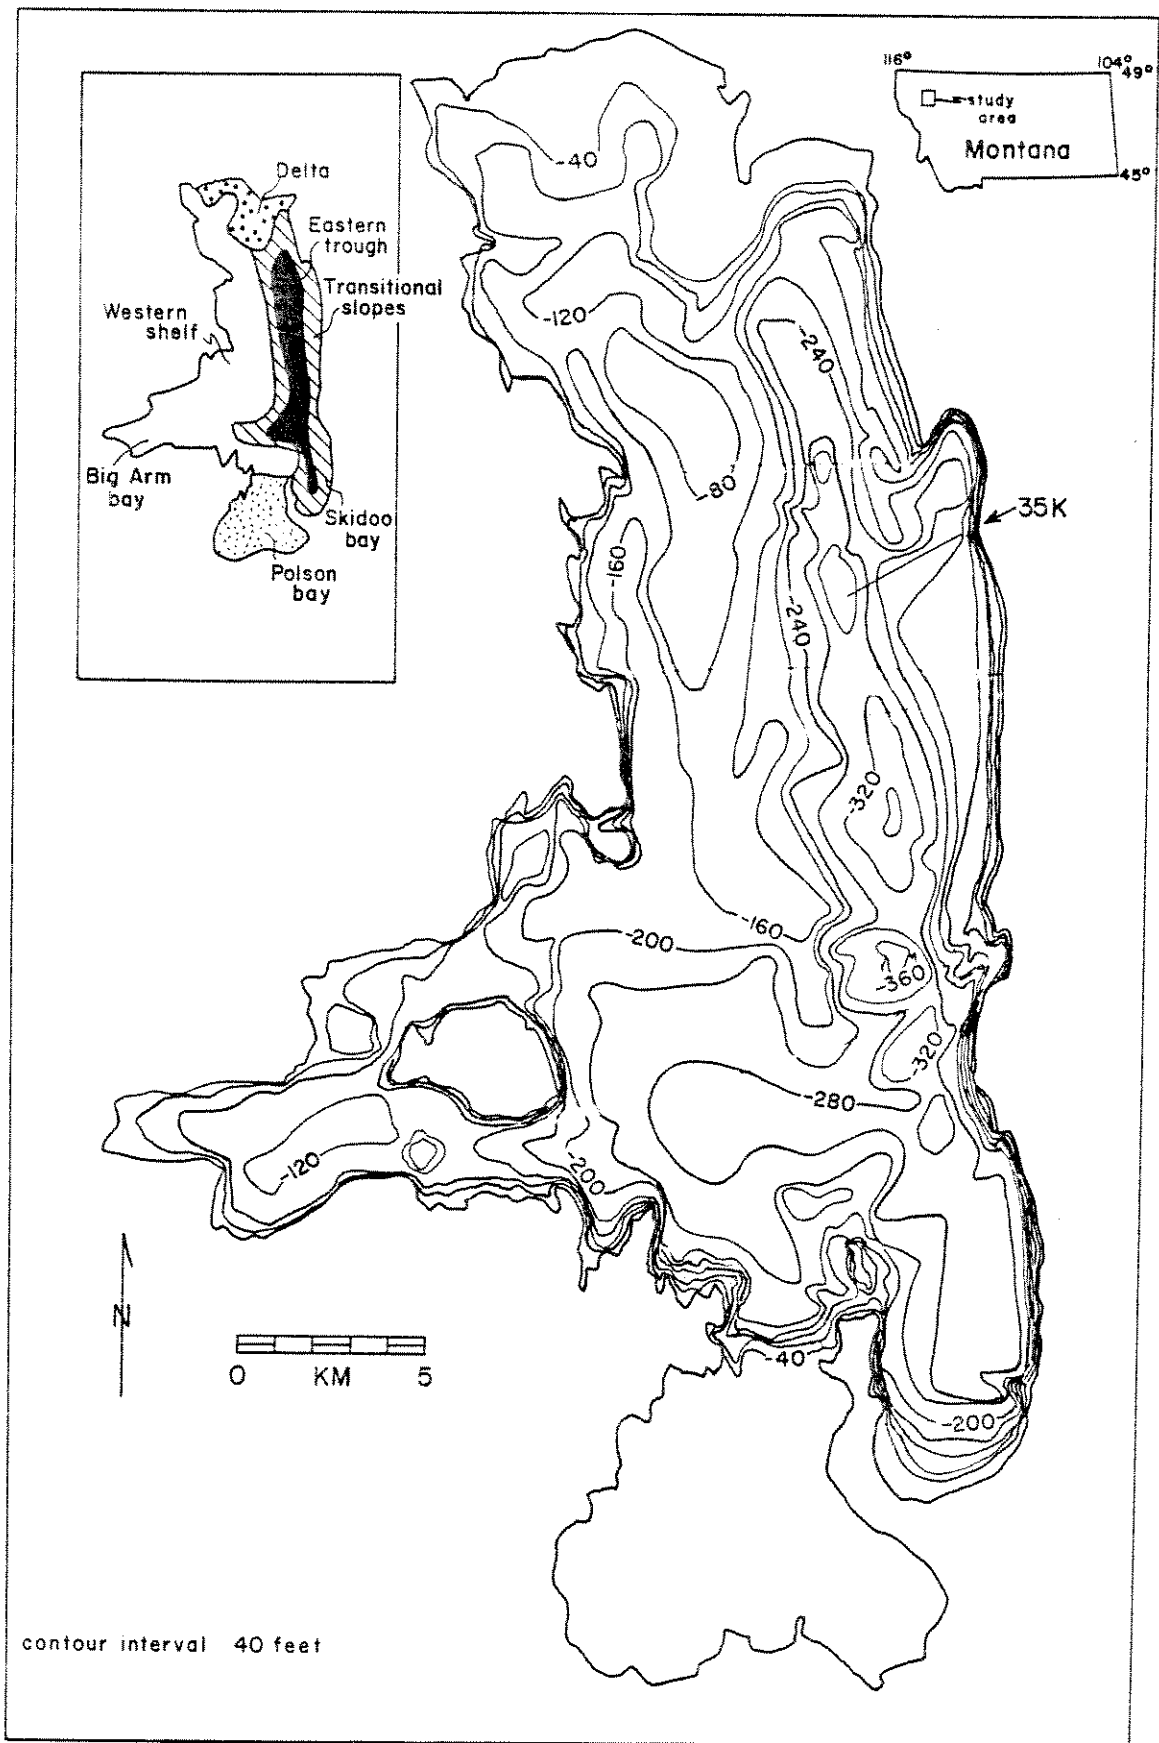 116°
104°
49°
study
area
Montana
45°
Delta
Eastern
trough
Transitional
slopes
Western
shelf
Big Arm
bay
Skidoo
bay
Polson
bay
-40
-120
-240
-80
35K
-160
-240
-320
-160
-200
-360
-320
-280
-120
-200
N
0 KM 5
-40
-200
contour interval 40 feet